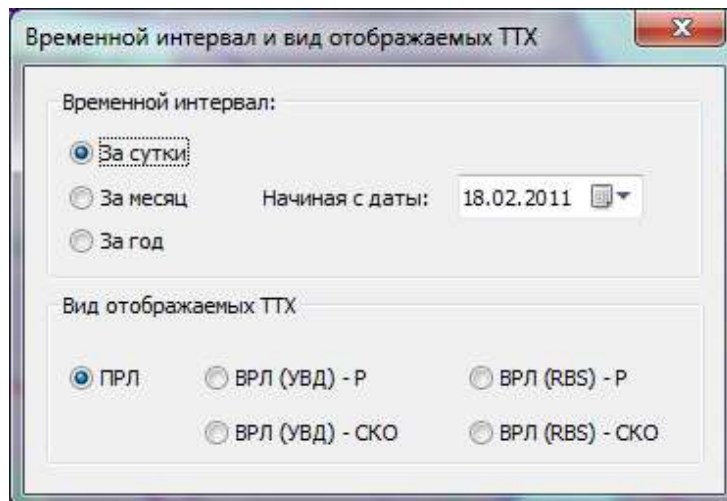 Временной интервал и вид отображаемых ТТХ
Временной интервал:
За сутки
За месяц Начиная с даты: 18.02.2011
За год
Вид отображаемых ТТХ
ПРЛ ВРЛ (УВД) - Р ВРЛ (RBS) - Р
ВРЛ (УВД) - СКО ВРЛ (RBS) - СКО